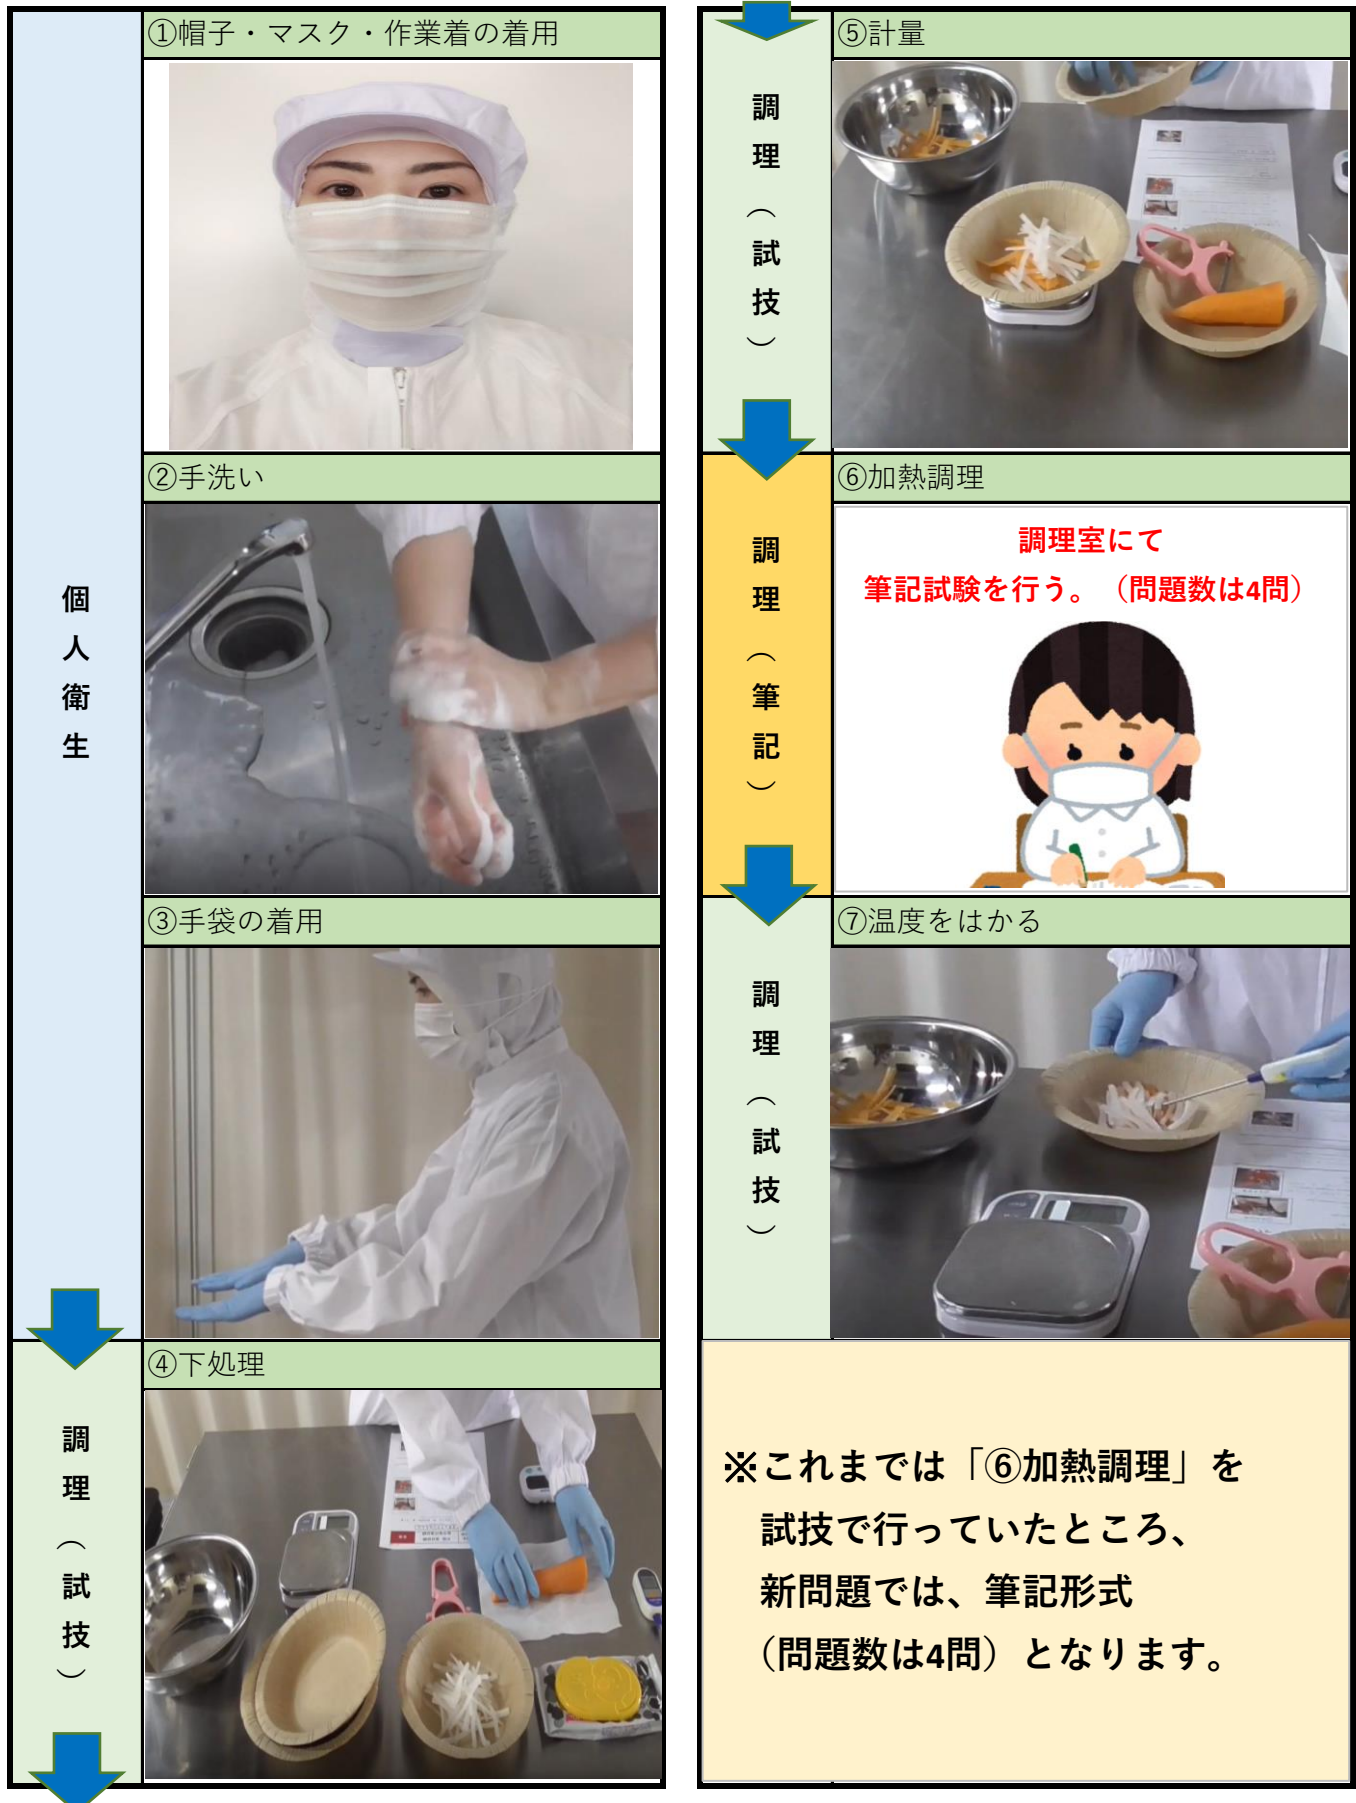 個人衛生
①帽子・マスク・作業着の着用
②手洗い
③手袋の着用
調理（試技）
④下処理
調理（試技）
⑤計量
調理（筆記）
⑥加熱調理
調理室にて
筆記試験を行う。（問題数は4問）
調理（試技）
⑦温度をはかる
※これまでは「⑥加熱調理」を
試技で行っていたところ、
新問題では、筆記形式
（問題数は4問）となります。